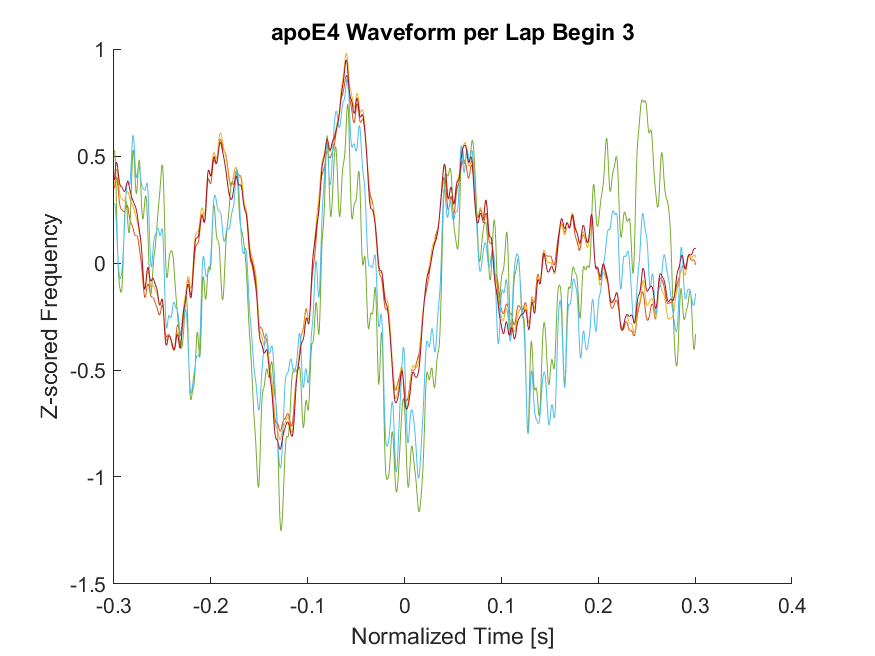 apoE4 Waveform per Lap Begin 3
1
0.5
0
-0.5
-1
-1.5
Z-scored Frequency
-0.3 -0.2 -0.1 0 0.1 0.2 0.3 0.4
Normalized Time [s]